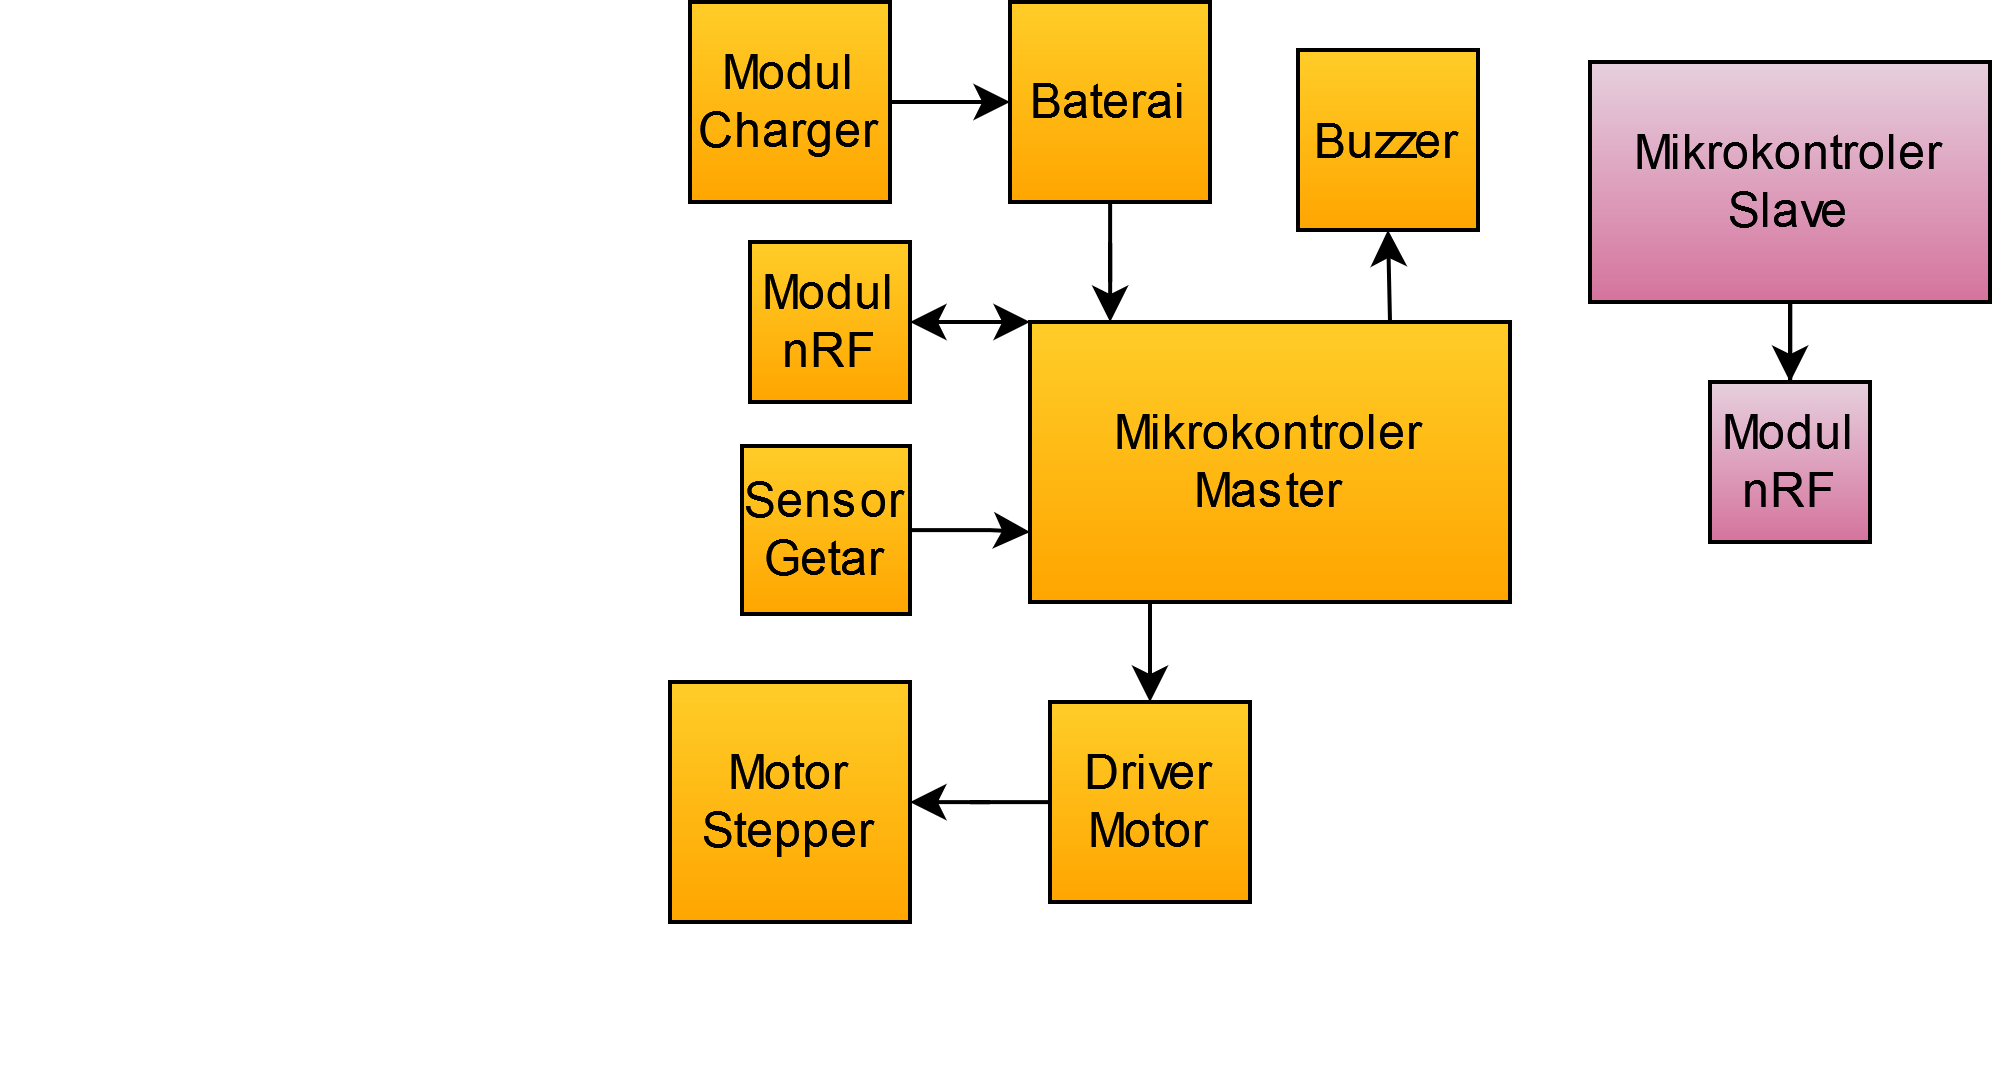 Modul
Charger
Baterai
Buzzer
Mikrokontroler
Slave
Modul
nRF
Mikrokontroler
Master
Modul
nRF
Sensor
Getar
Motor
Stepper
Driver
Motor